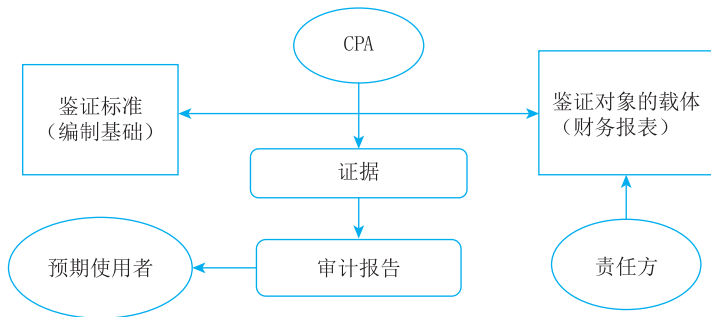 CPA
鉴证标准
（编制基础）
鉴证对象的载体
（财务报表）
证据
预期使用者
审计报告
责任方